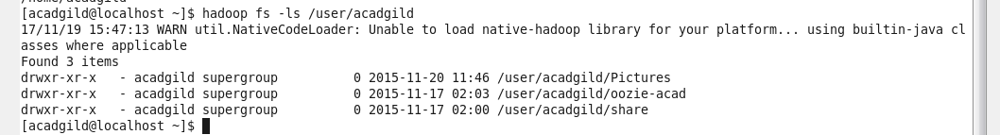 /home/acadgild
[acadgild@localhost ~]$ hadoop fs -ls /user/acadgild
17/11/19 15:47:13 WARN util.NativeCodeLoader: Unable to load native-hadoop library for your platform... using builtin-java cl
asses where applicable
Found 3 items
drwxr-xr-x   - acadgild supergroup          0 2015-11-20 11:46 /user/acadgild/Pictures
drwxr-xr-x   - acadgild supergroup          0 2015-11-17 02:03 /user/acadgild/oozie-acad
drwxr-xr-x   - acadgild supergroup          0 2015-11-17 02:00 /user/acadgild/share
[acadgild@localhost ~]$